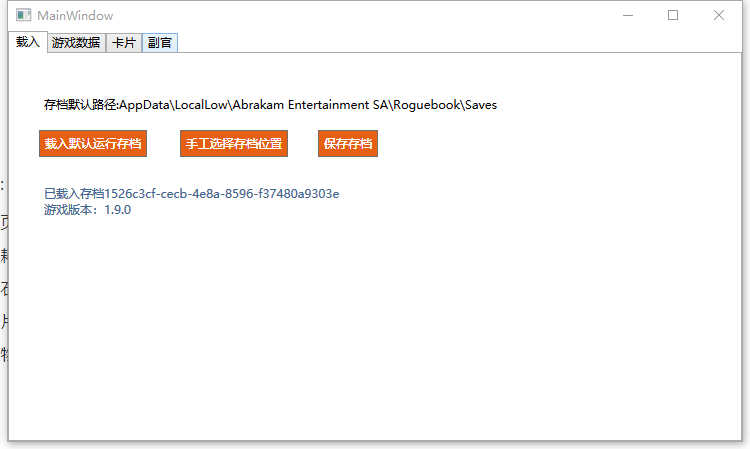 MainWindow
载入 游戏数据 卡片 副官
存档默认路径:AppData\LocalLow\Abrakam Entertainment SA\Roguebook\Saves
载入默认运行存档 手工选择存档位置 保存存档
已载入存档1526c3cf-cecb-4e8a-8596-f37480a9303e
游戏版本：1.9.0